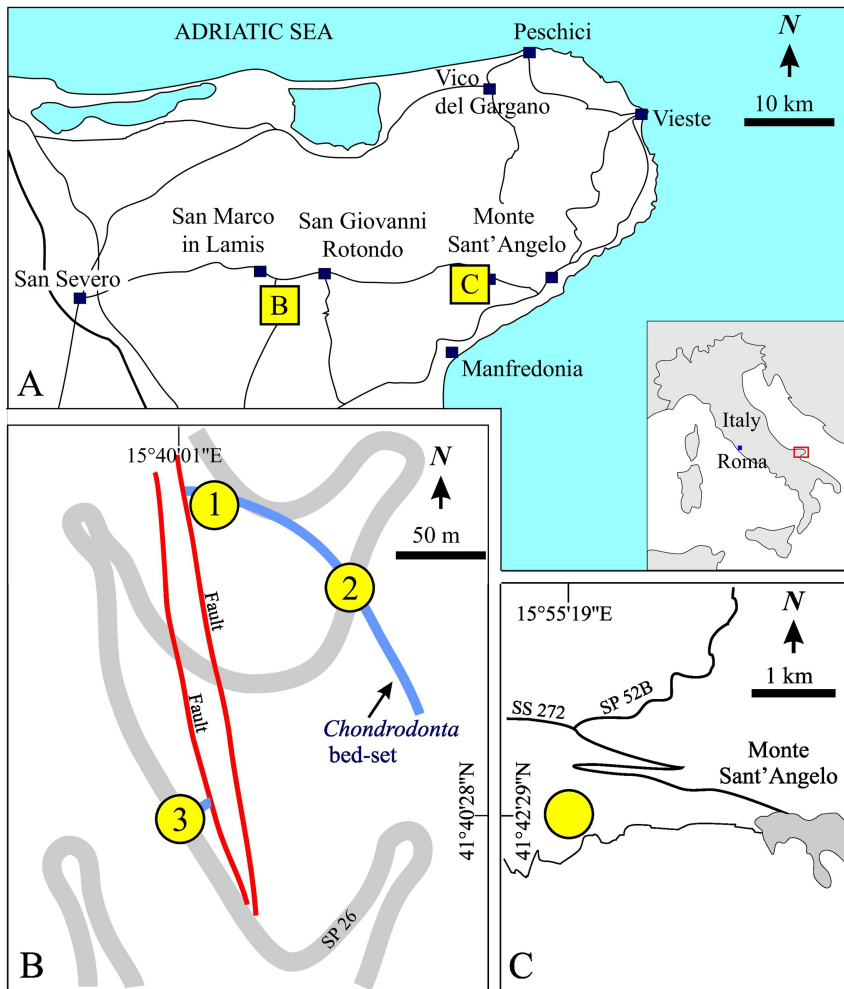 ADRIATIC SEA
Peschici
N
Vico
del Gargano
10 km
Vieste
San Marco
in Lamis
San Giovanni
Rotondo
Monte
Sant'Angelo
San Severo
B
C
A
Manfredonia
Italy
Roma
15°40'01"E
N
1
50 m
2
Fault
Fault
Chondrodonta
bed-set
3
41°40'28"N
SP 26
B
15°55'19"E
N
1 km
SP 52B
SS 272
Monte
Sant'Angelo
41°42'29"N
C